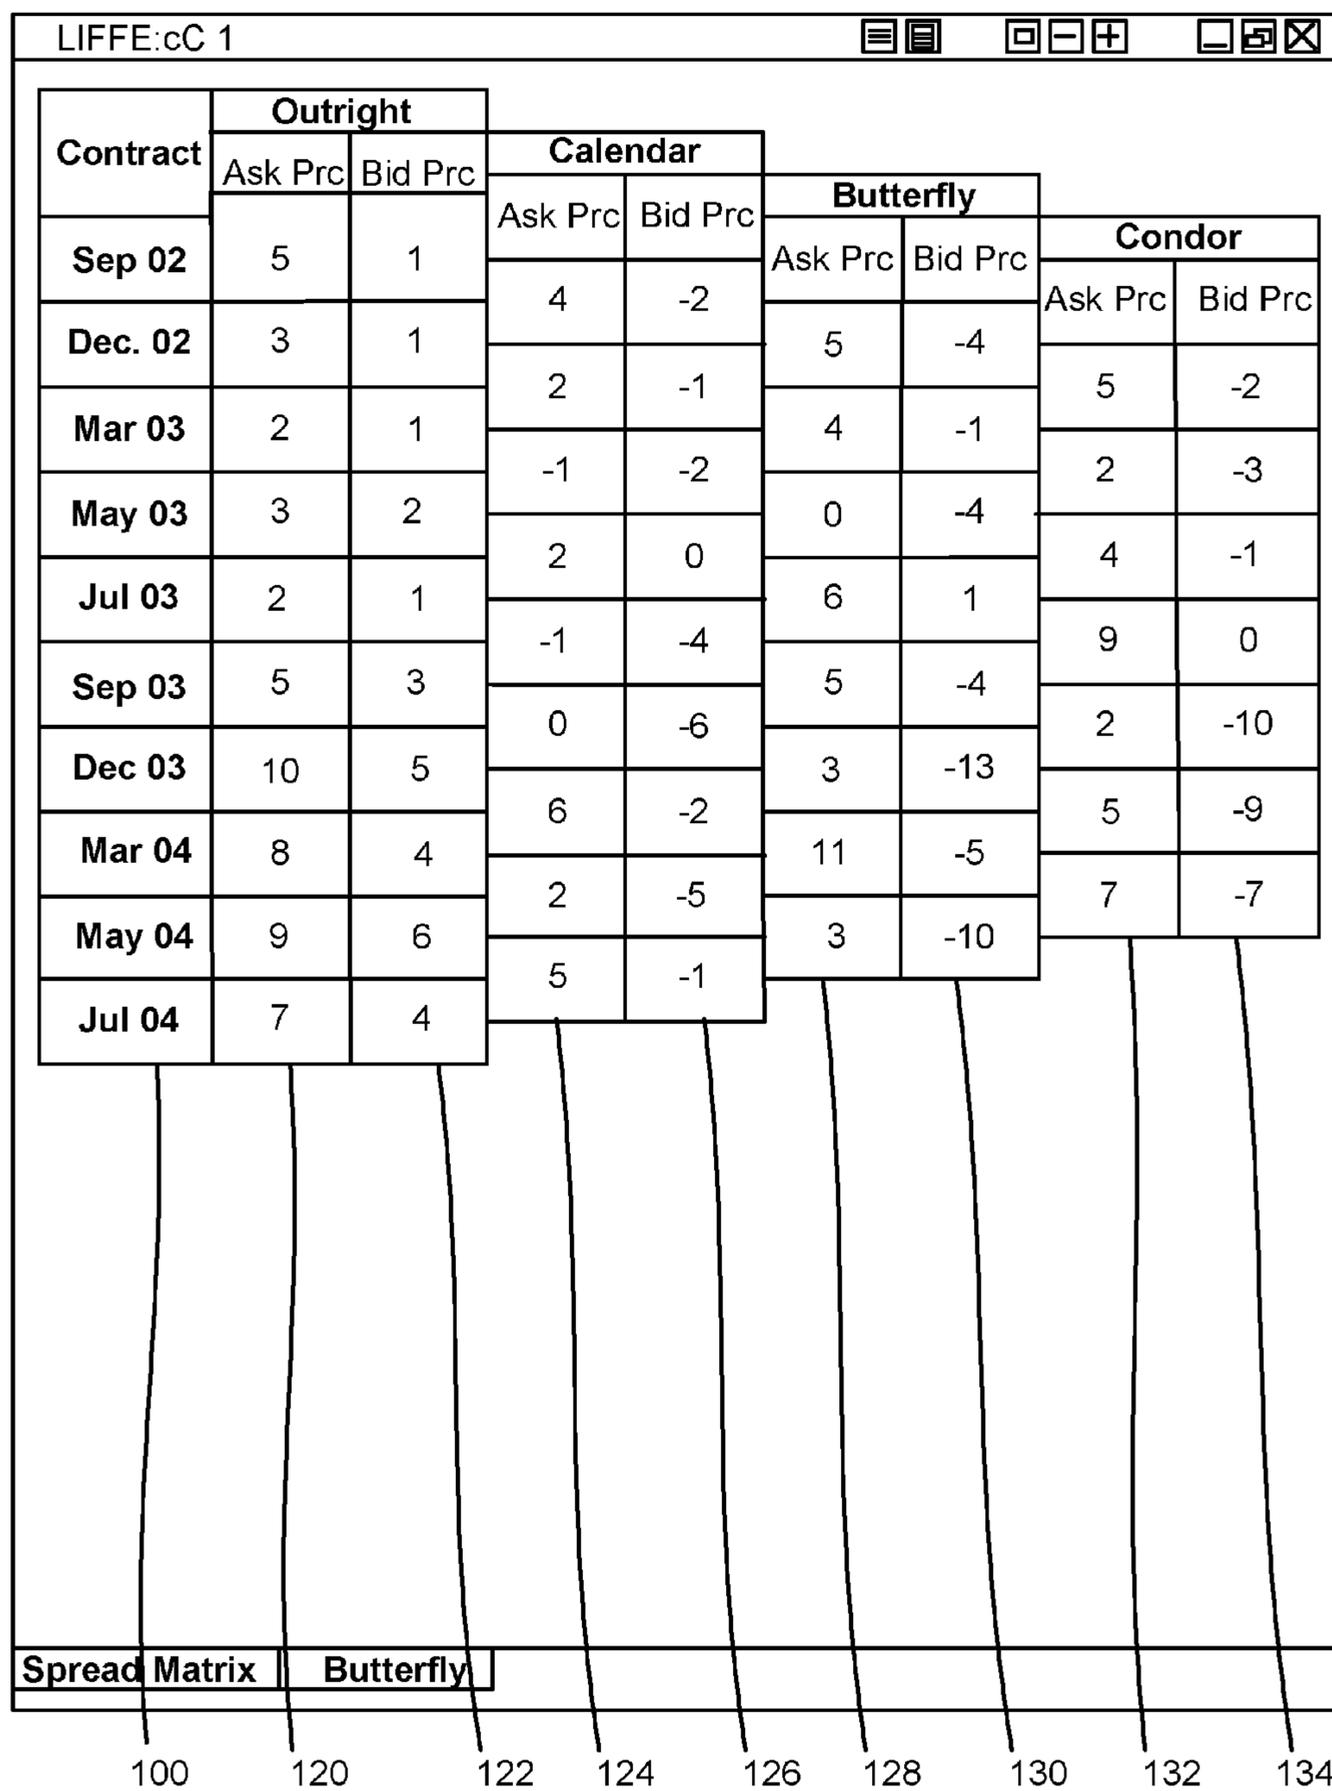 LIFFE:cC 1
Outright
Contract
Calendar
Ask Prc Bid Prc
Butterfly
Ask Prc Bid Prc
Condor
Sep 02 5 1
Ask Prc Bid Prc
4 -2
Ask Prc Bid Prc
Dec. 02 3 1
5 -4
2 -1
5 -2
Mar 03 2 1
4 -1
-1 -2
2 -3
May 03 3 2
0 -4
2 0
4 -1
Jul 03 2 1
6 1
-1 -4
9 0
Sep 03 5 3
5 -4
0 -6
2 -10
Dec 03 10 5
3 -13
6 -2
5 -9
Mar 04 8 4
11 -5
2 -5
7 -7
May 04 9 6
3 -10
5 -1
Jul 04 7 4
Spread Matrix Butterfly
100 120 122 124 126 128 130 132 134